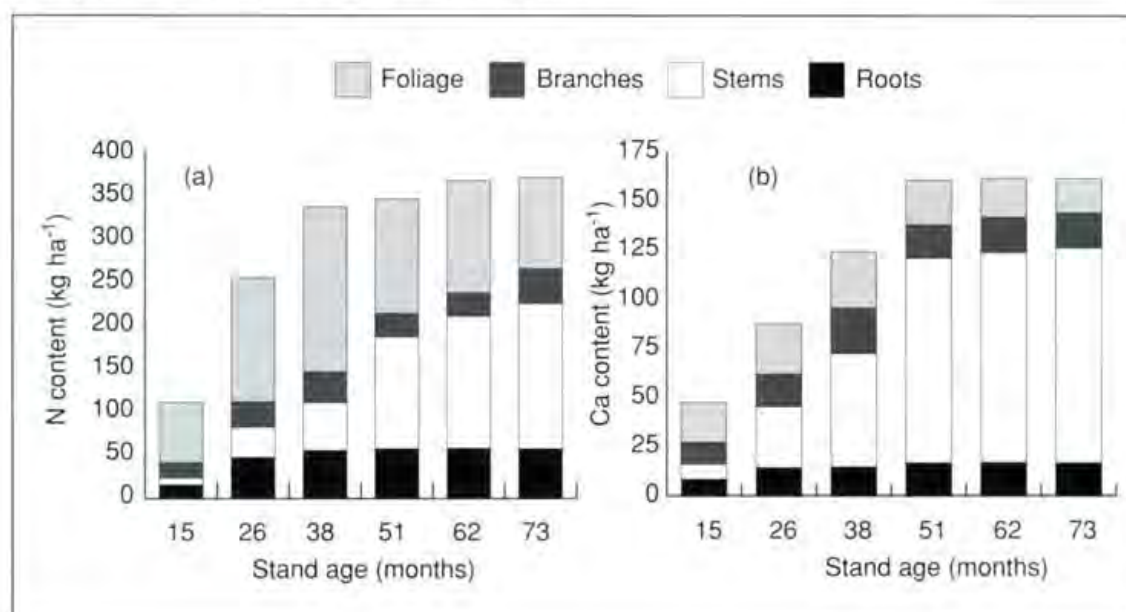 Foliage Branches Stems Roots
(a)
N content (kg ha⁻¹)
400
350
300
250
200
150
100
50
0
15 26 38 51 62 73
Stand age (months)
(b)
Ca content (kg ha⁻¹)
175
150
125
100
75
50
25
0
15 26 38 51 62 73
Stand age (months)